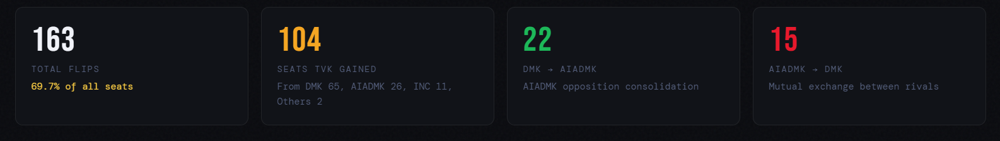 163
TOTAL FLIPS
69.7% of all seats
104
SEATS TVK GAINED
From DMK 65, AIADMK 26, INC 11,
Others 2
22
DMK → AIADMK
AIADMK opposition consolidation
15
AIADMK → DMK
Mutual exchange between rivals